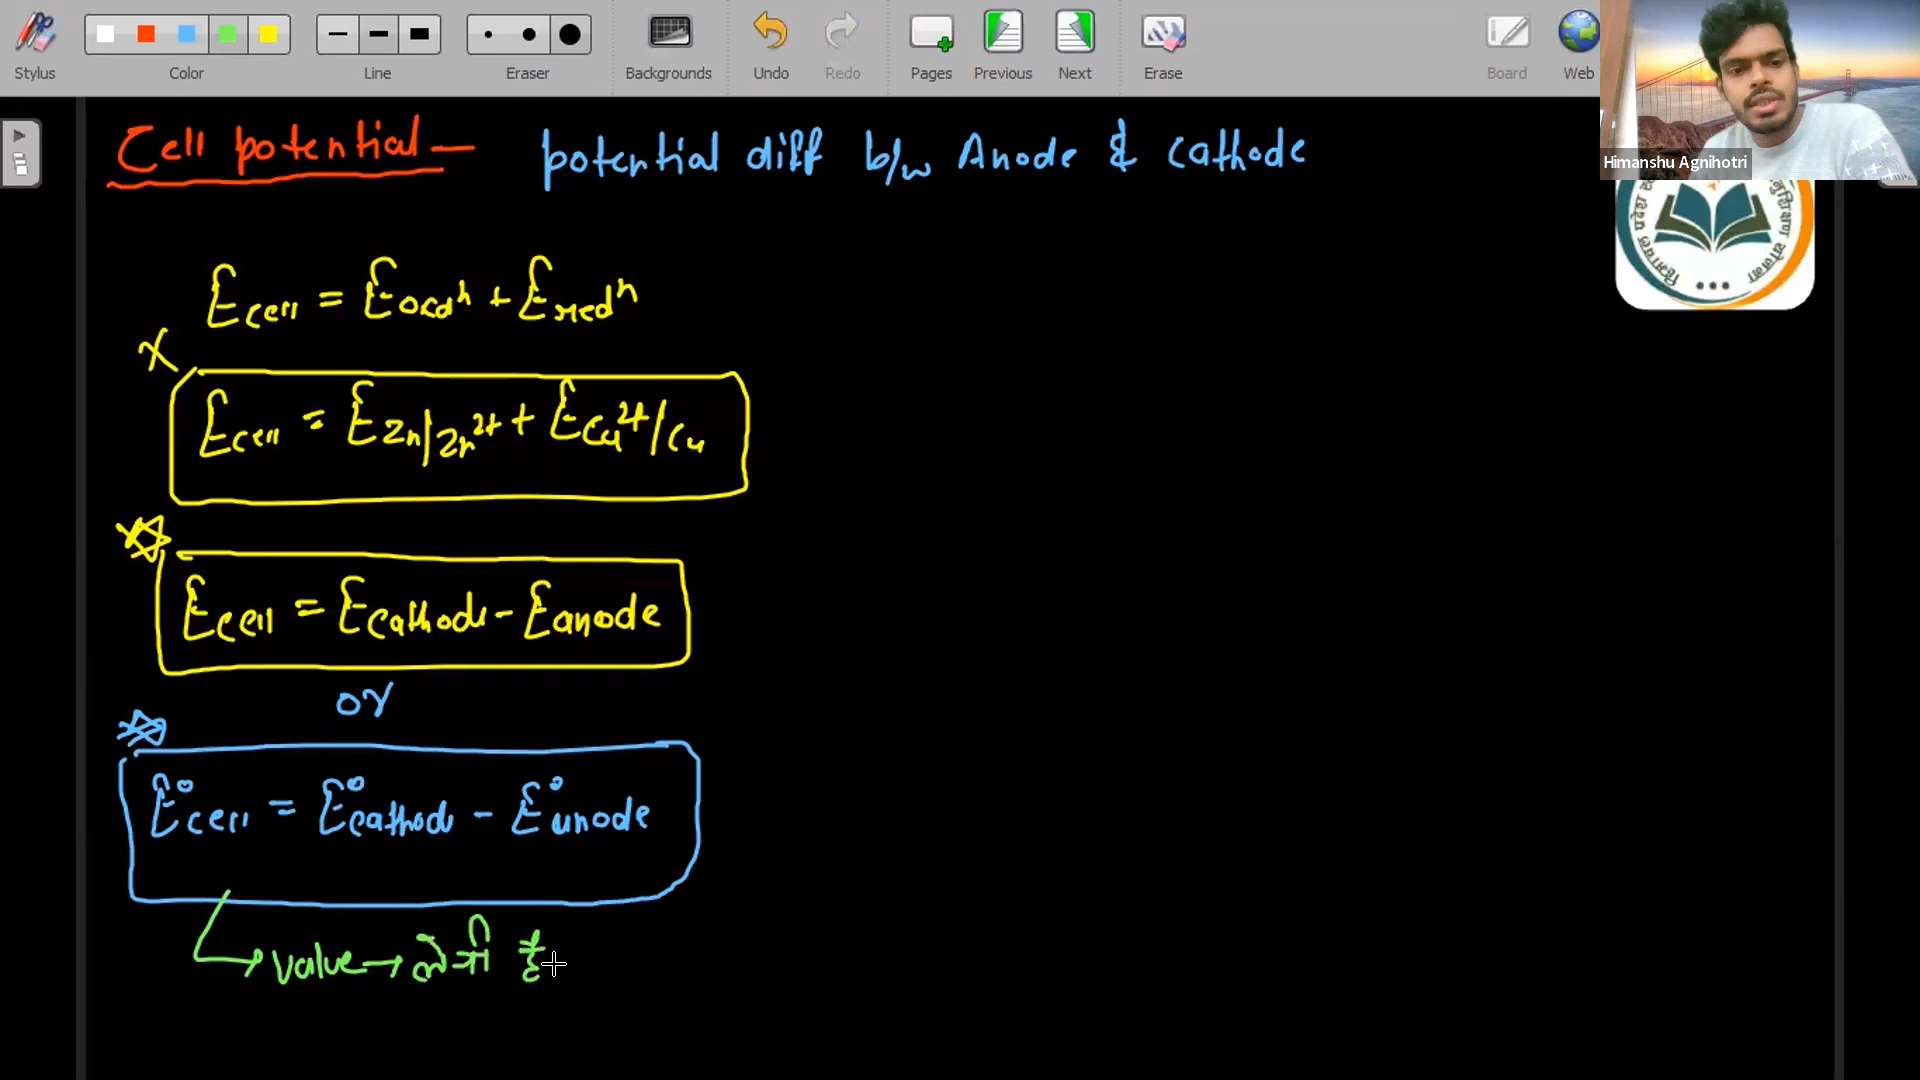 Stylus Color Line Eraser Backgrounds Undo Redo Pages Previous Next Erase Board Web
Himanshu Agnihotri
Cell potential — potential diff b/w Anode & Cathode
Ecell = Eoxdⁿ + Eredⁿ
X
Ecell = EZn/Zn²⁺ + ECu²⁺/Cu
Ecell = Ecathode - Eanode
or
E°cell = E°cathode - E°anode
→ value →